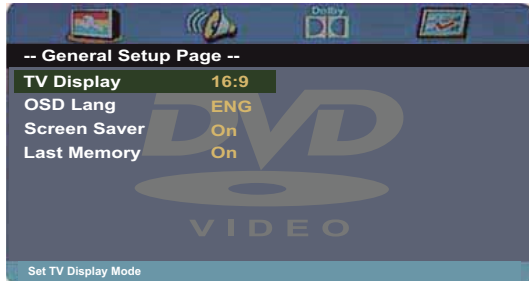 Dolby
-- General Setup Page --
TV Display 16:9
OSD Lang ENG
Screen Saver On
Last Memory On
DVD
VIDEO
Set TV Display Mode